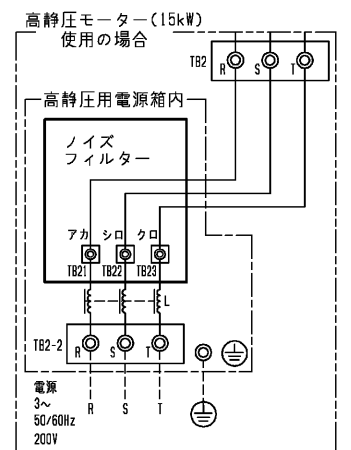 高静圧モーター(15kW)
使用の場合
TB2
R S T
高静圧用電源箱内
ノイズ
フィルター
アカ シロ クロ
TB21 TB22 TB23
L
TB2-2
R S T
電源
3~
50/60Hz
200V
R S T